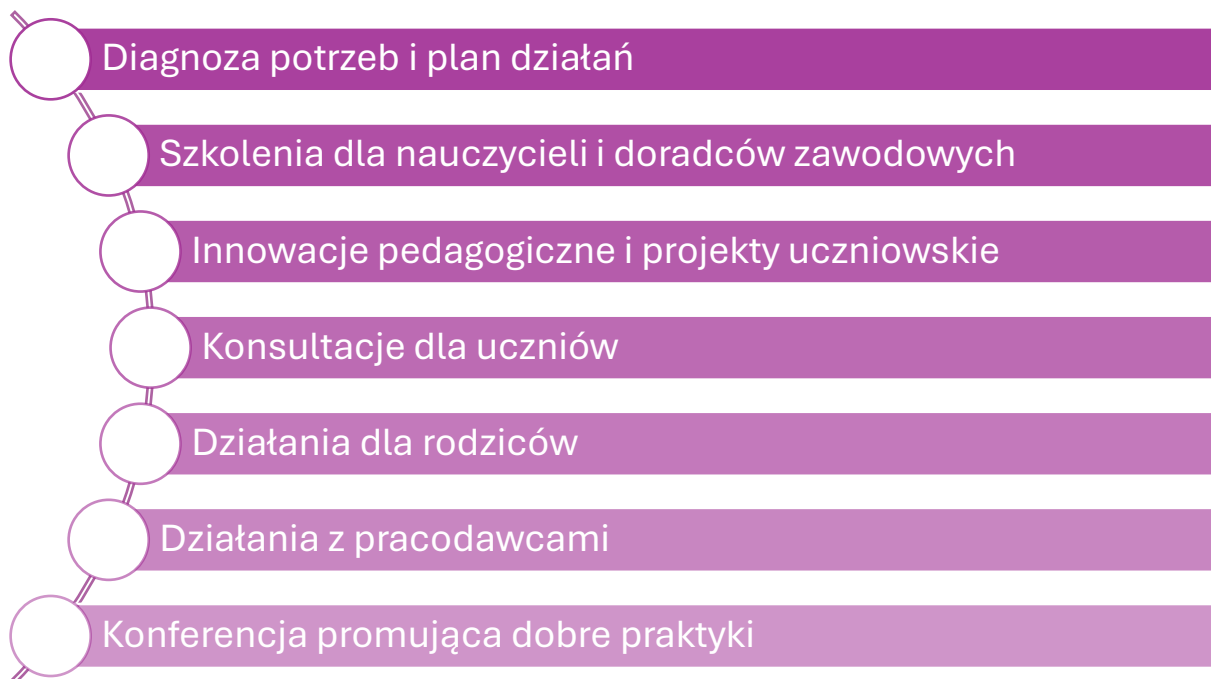 Diagnoza potrzeb i plan działań
Szkolenia dla nauczycieli i doradców zawodowych
Innowacje pedagogiczne i projekty uczniowskie
Konsultacje dla uczniów
Działania dla rodziców
Działania z pracodawcami
Konferencja promująca dobre praktyki